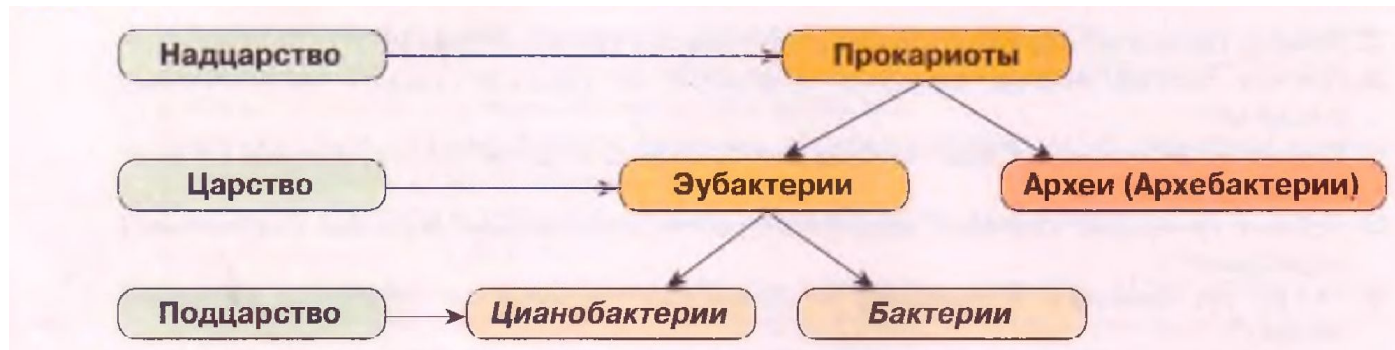 Надцарство Прокариоты
Царство Эубактерии Археи (Архебактерии)
Подцарство Цианобактерии Бактерии